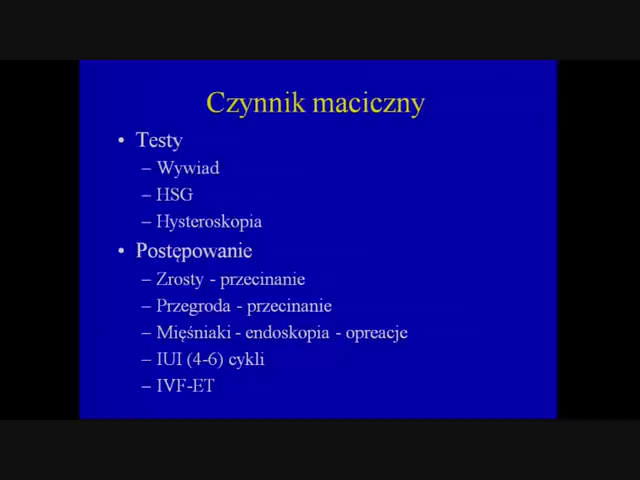 Czynnik maciczny
• Testy
– Wywiad
– HSG
– Hysteroskopia
• Postępowanie
– Zrosty - przecinanie
– Przegroda - przecinanie
– Mięśniaki - endoskopia - opreacje
– IUI (4-6) cykli
– IVF-ET